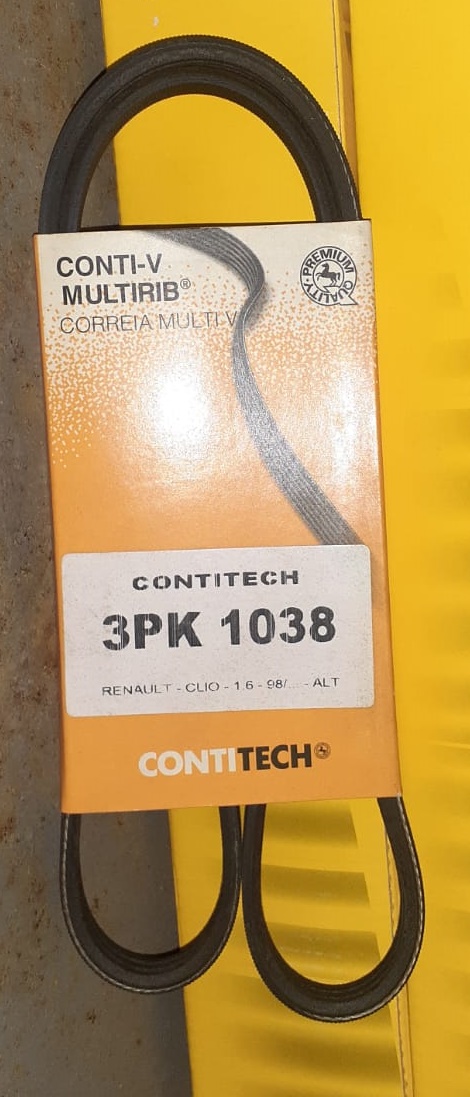 CONTI-V
MULTIRIB®
CORREIA MULTI V
PREMIUM QUALITY
CONTITECH
3PK 1038
RENAULT - CLIO - 1.6 - 98/... - ALT
CONTITECH